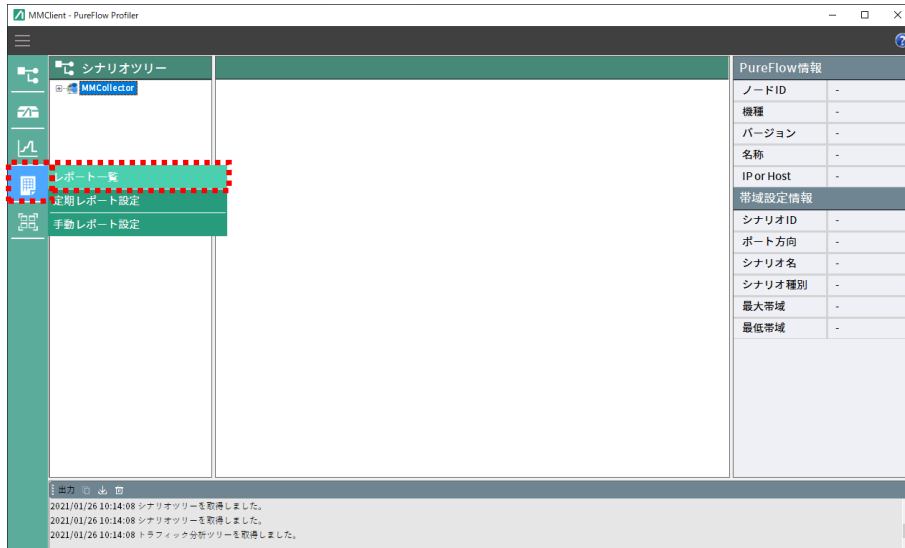 MMClient - PureFlow Profiler
シナリオツリー
MMCollector
レポート一覧
定期レポート設定
手動レポート設定
PureFlow情報
ノードID -
機種 -
バージョン -
名称 -
IP or Host -
帯域設定情報
シナリオID -
ポート方向 -
シナリオ名 -
シナリオ種別 -
最大帯域 -
最低帯域 -
出力
2021/01/26 10:14:08 シナリオツリーを取得しました。
2021/01/26 10:14:08 シナリオツリーを取得しました。
2021/01/26 10:14:08 トラフィック分析ツリーを取得しました。